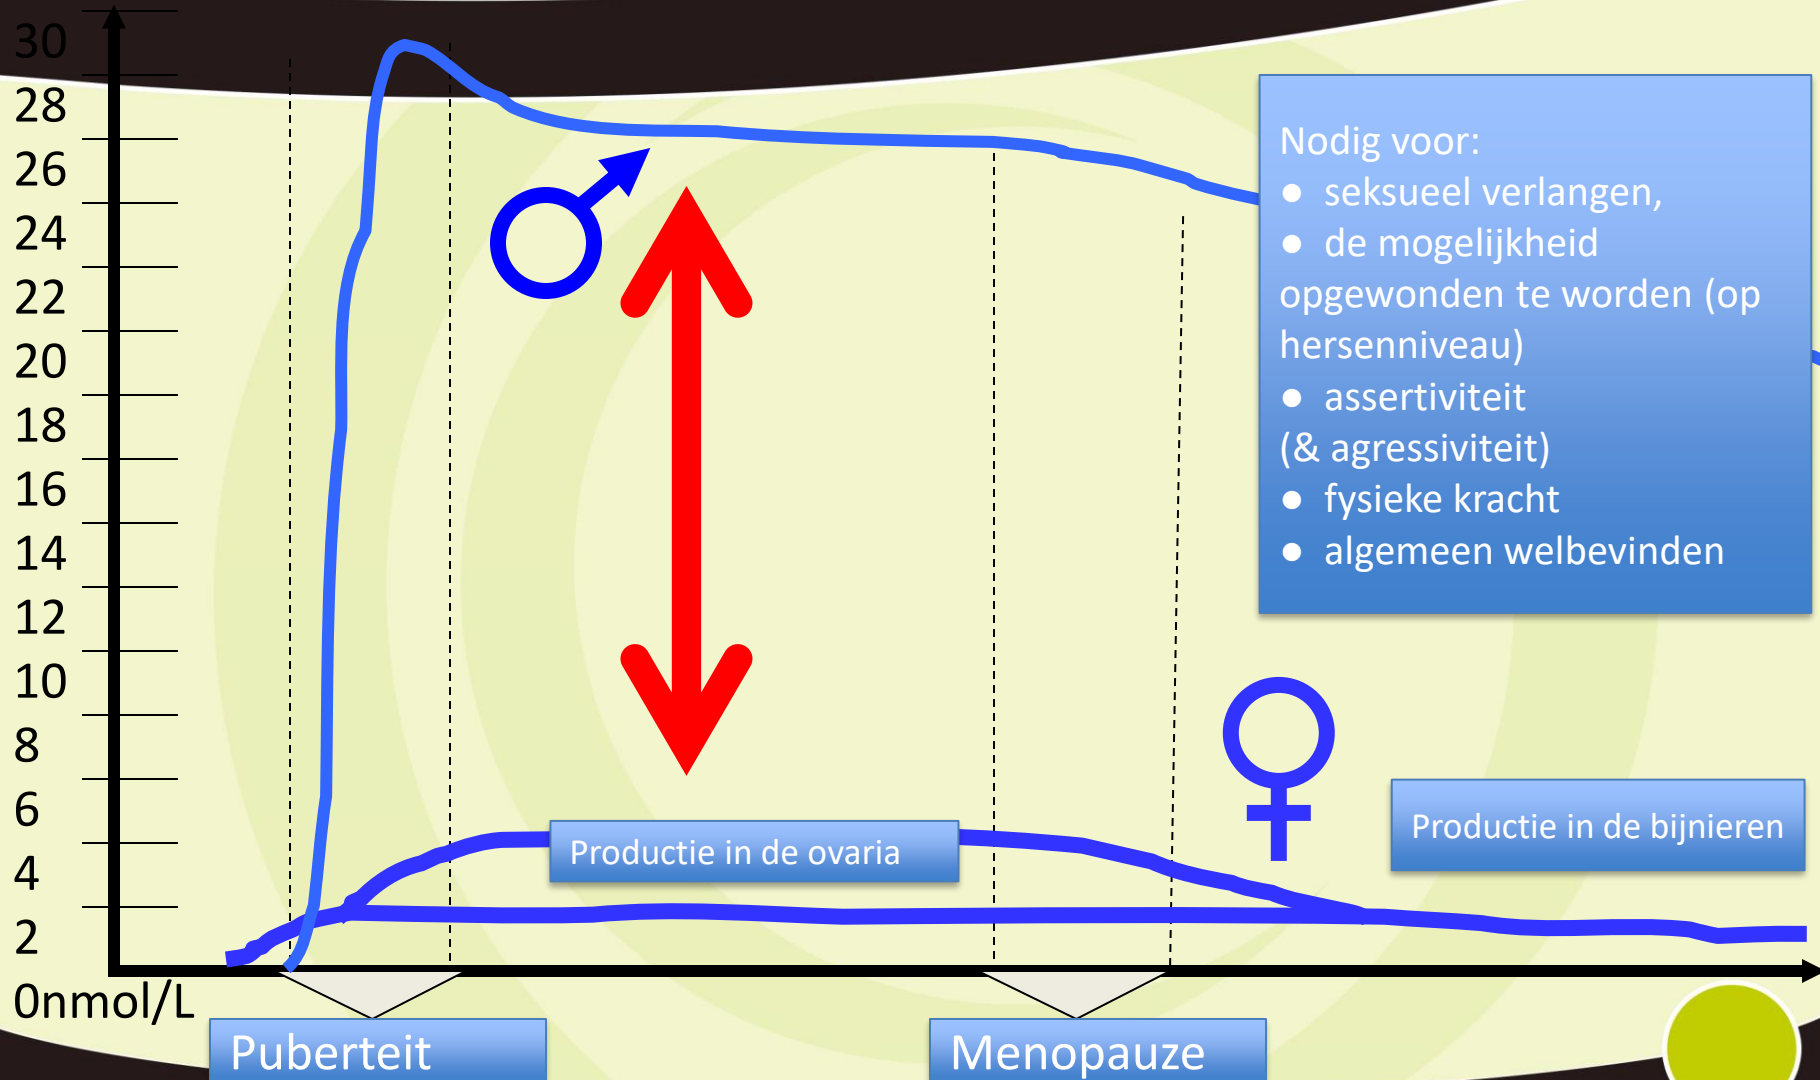 30
28
26
24
22
20
18
16
14
12
10
8
6
4
2
0nmol/L
Nodig voor:
● seksueel verlangen,
● de mogelijkheid
opgewonden te worden (op
hersenniveau)
● assertiviteit
(& agressiviteit)
● fysieke kracht
● algemeen welbevinden
Productie in de ovaria
Productie in de bijnieren
Puberteit
Menopauze